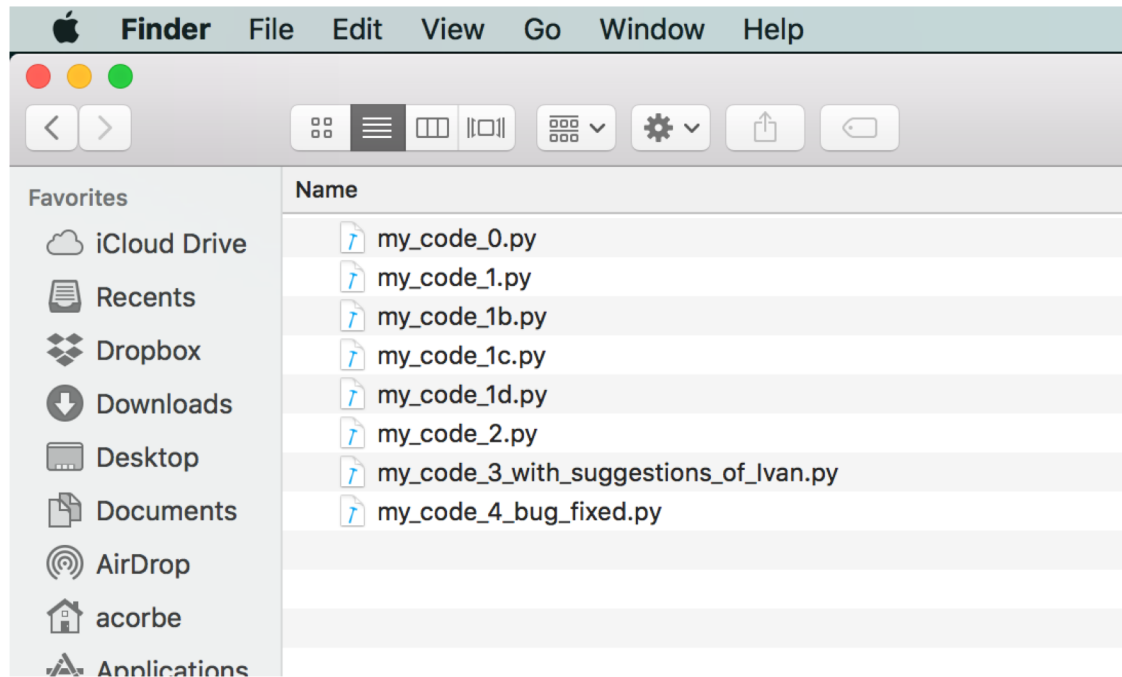 Finder File Edit View Go Window Help
Favorites
iCloud Drive
Recents
Dropbox
Downloads
Desktop
Documents
AirDrop
acorbe
Applications
Name
my_code_0.py
my_code_1.py
my_code_1b.py
my_code_1c.py
my_code_1d.py
my_code_2.py
my_code_3_with_suggestions_of_Ivan.py
my_code_4_bug_fixed.py